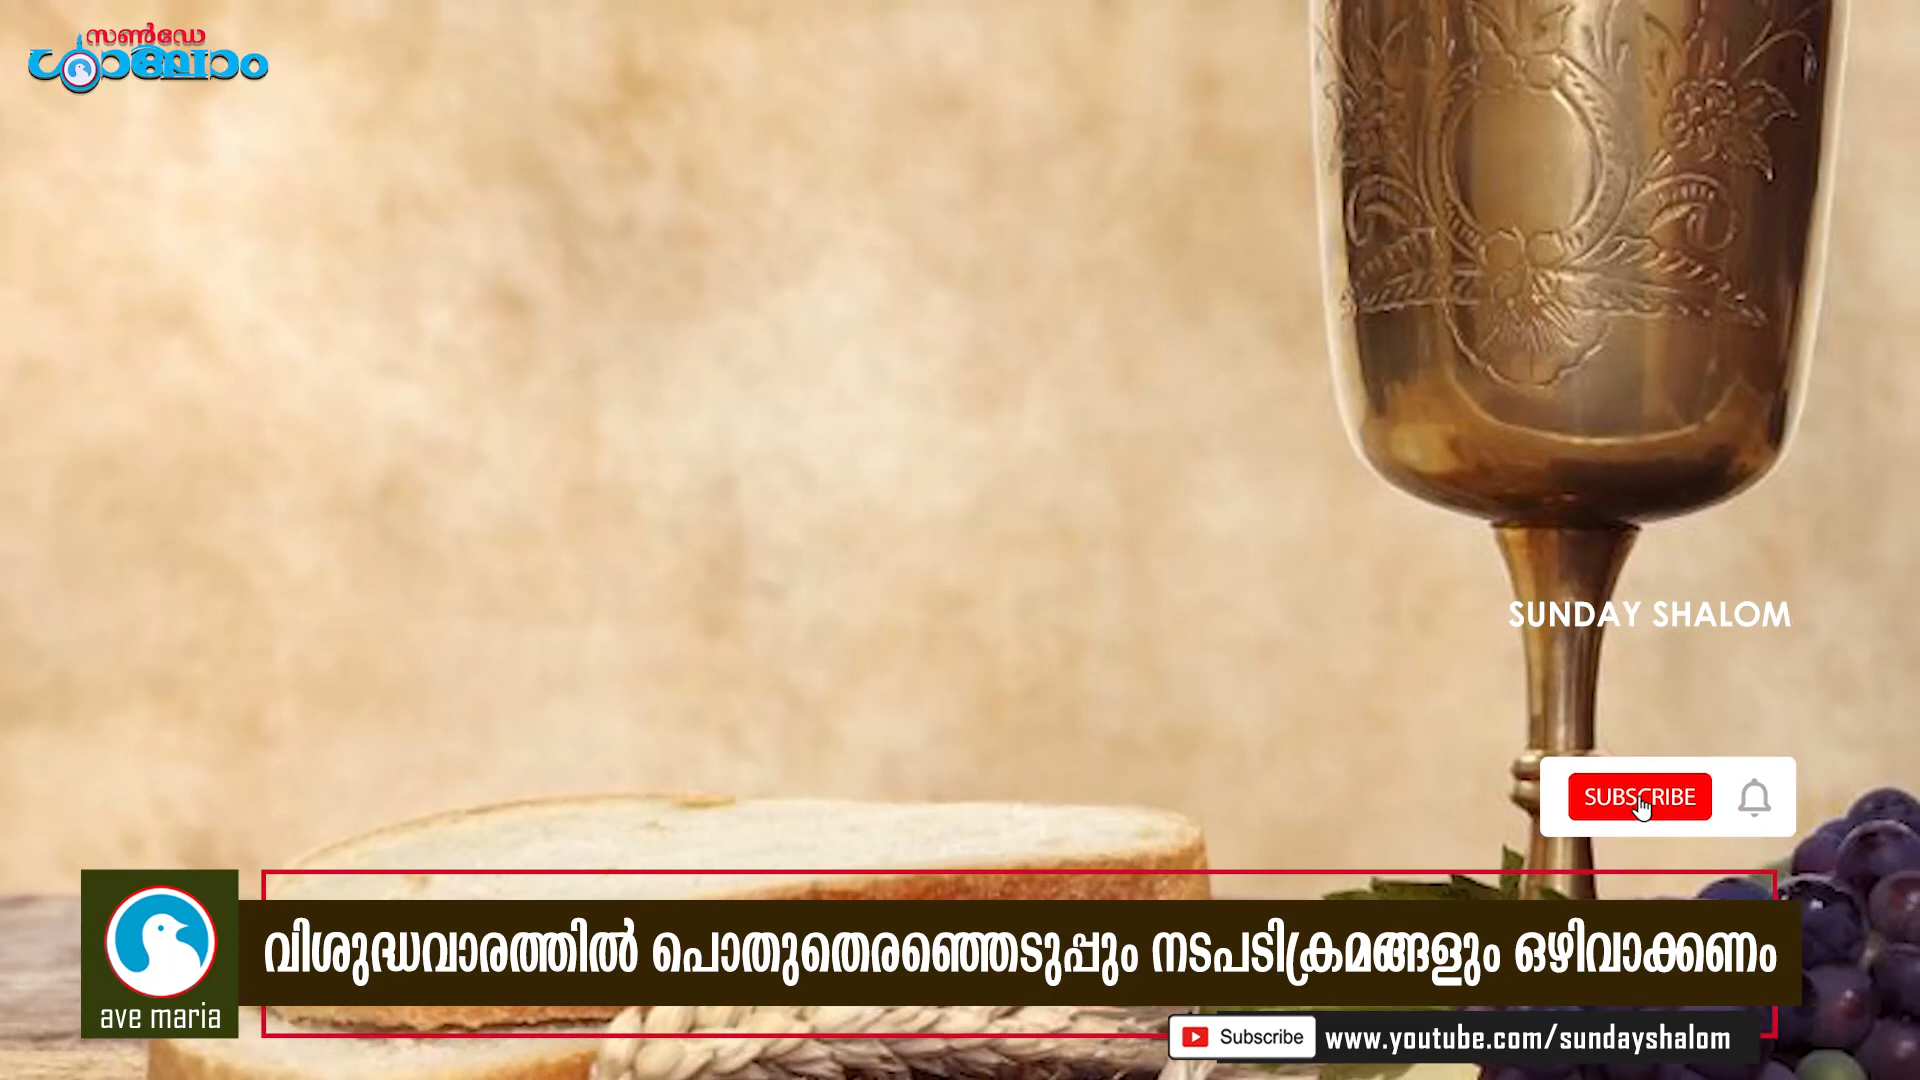 സൺഡേ
ശാലോം
SUNDAY SHALOM
SUBSCRIBE
വിശുദ്ധവാരത്തിൽ പൊതുതെരഞ്ഞെടുപ്പും നടപടിക്രമങ്ങളും ഒഴിവാക്കണം
ave maria
Subscribe www.youtube.com/sundayshalom